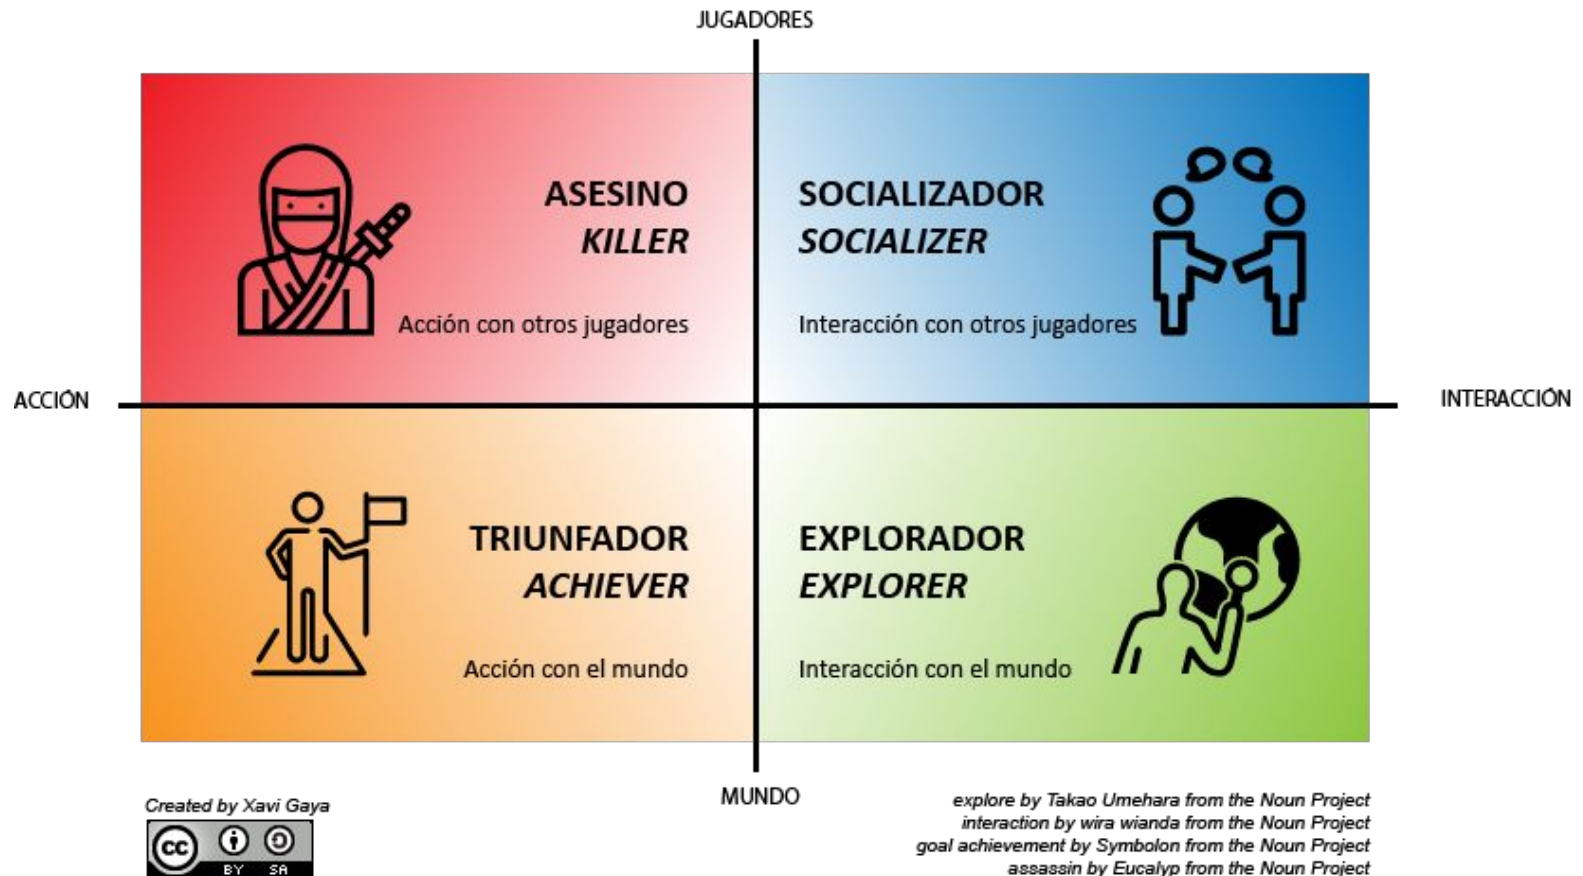 JUGADORES
ASESINO
KILLER
Acción con otros jugadores
SOCIALIZADOR
SOCIALIZER
Interacción con otros jugadores
ACCIÓN
INTERACCIÓN
TRIUNFADOR
ACHIEVER
Acción con el mundo
EXPLORADOR
EXPLORER
Interacción con el mundo
MUNDO
Created by Xavi Gaya
cc
BY SA
explore by Takao Umehara from the Noun Project
interaction by wira wianda from the Noun Project
goal achievement by Symbolon from the Noun Project
assassin by Eucalyp from the Noun Project